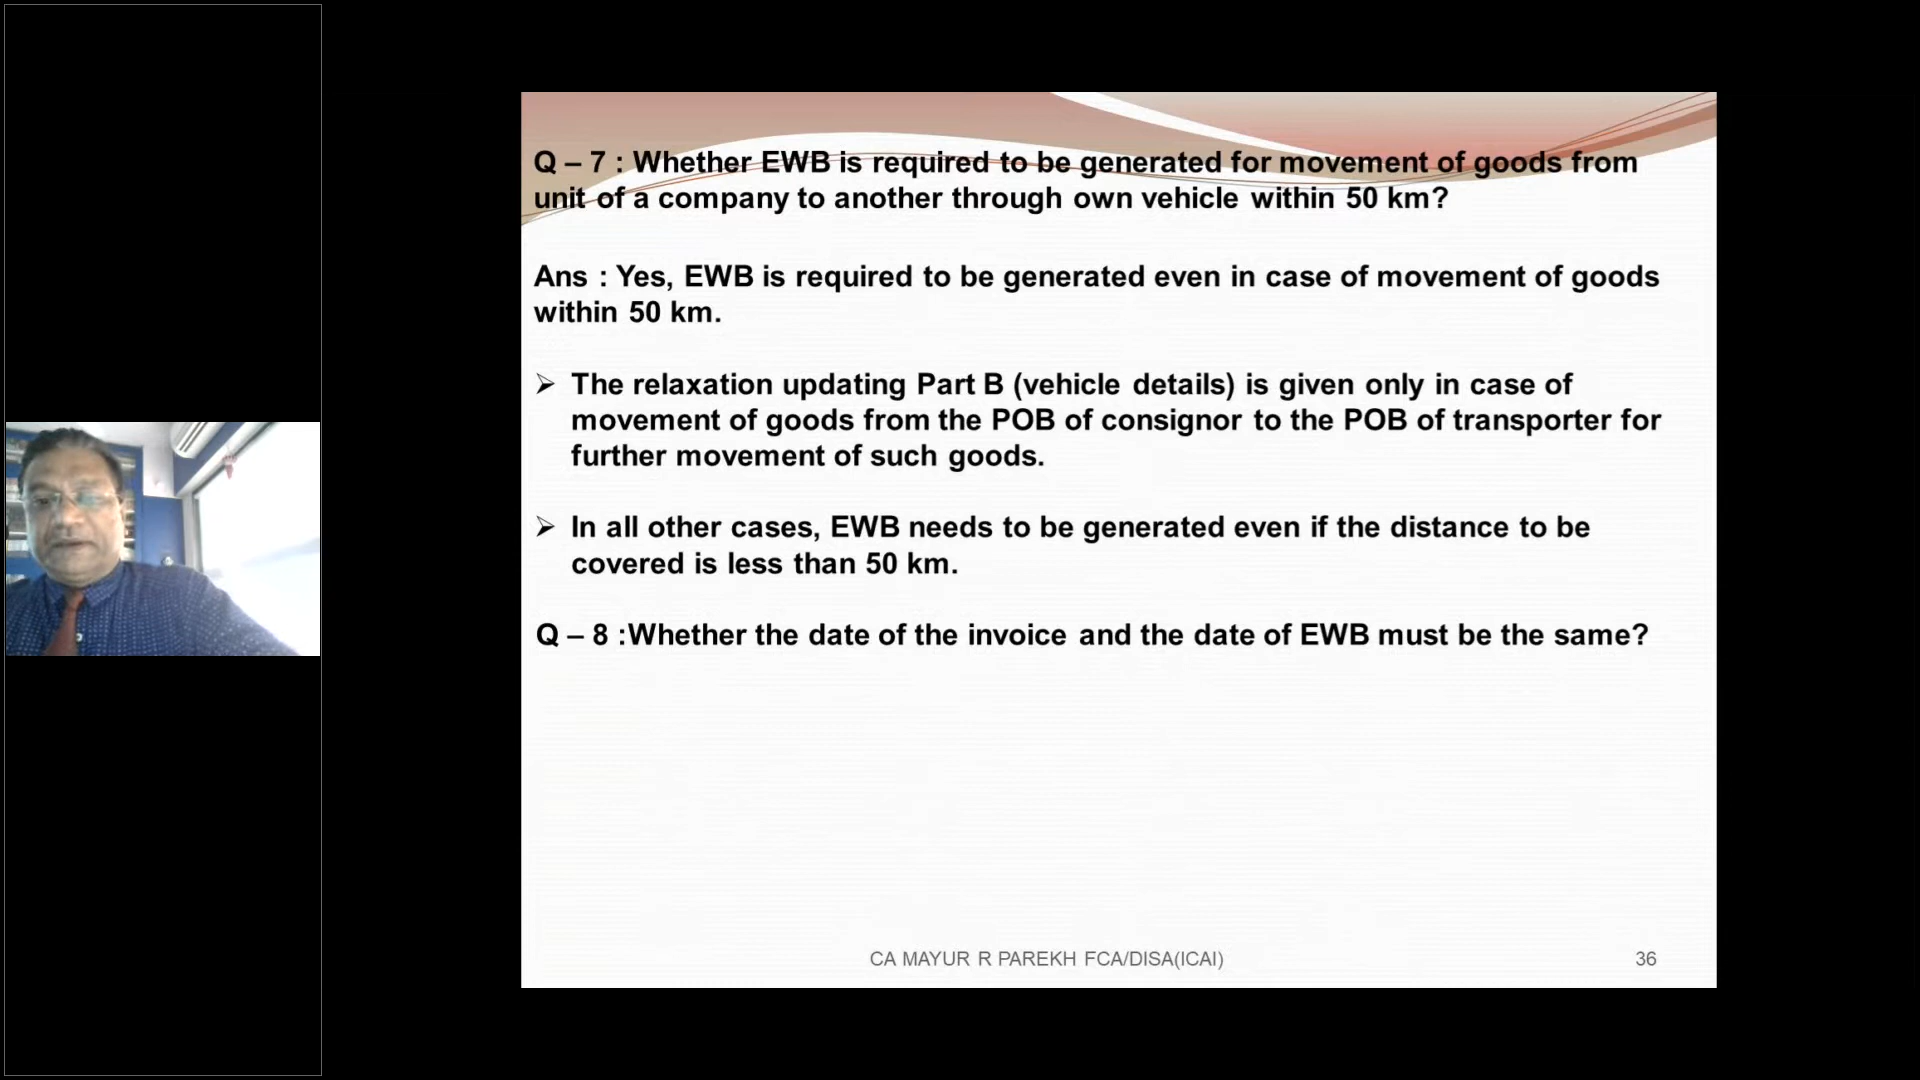 Q – 7 : Whether EWB is required to be generated for movement of goods from
unit of a company to another through own vehicle within 50 km?
Ans : Yes, EWB is required to be generated even in case of movement of goods
within 50 km.
➢ The relaxation updating Part B (vehicle details) is given only in case of
movement of goods from the POB of consignor to the POB of transporter for
further movement of such goods.
➢ In all other cases, EWB needs to be generated even if the distance to be
covered is less than 50 km.
Q – 8 :Whether the date of the invoice and the date of EWB must be the same?
CA MAYUR R PAREKH FCA/DISA(ICAI)
36